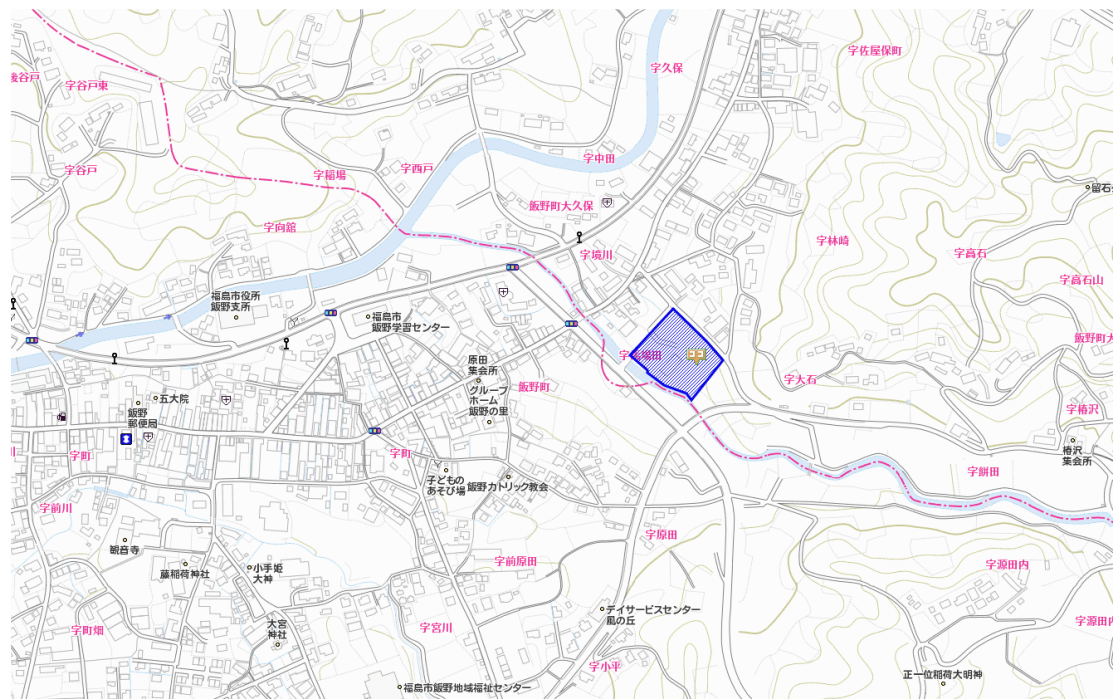 字久保
字佐屋保町
後谷戸
字谷戸東
字中田
字西戸
字谷戸
字稲場
飯野町大久保
字向舘
字林崎
字境川
字高石
字高石山
福島市役所
飯野支所
福島市
飯野学習センター
原田
集会所
グループ
ホーム
飯野の里
飯野町
ココ
字大石
五大院
飯野
郵便局
字椿沢
椿沢
集会所
字町
字町
子どもの
あそび場
飯野カトリック教会
字餅田
字前川
観音寺
藤稲荷神社
小手姫
大神
字前原田
字原田
字源田内
字町畑
大宮
神社
字宮川
デイサービスセンター
風の丘
字源田内
字小平
福島市飯野地域福祉センター
正一位稲荷大明神